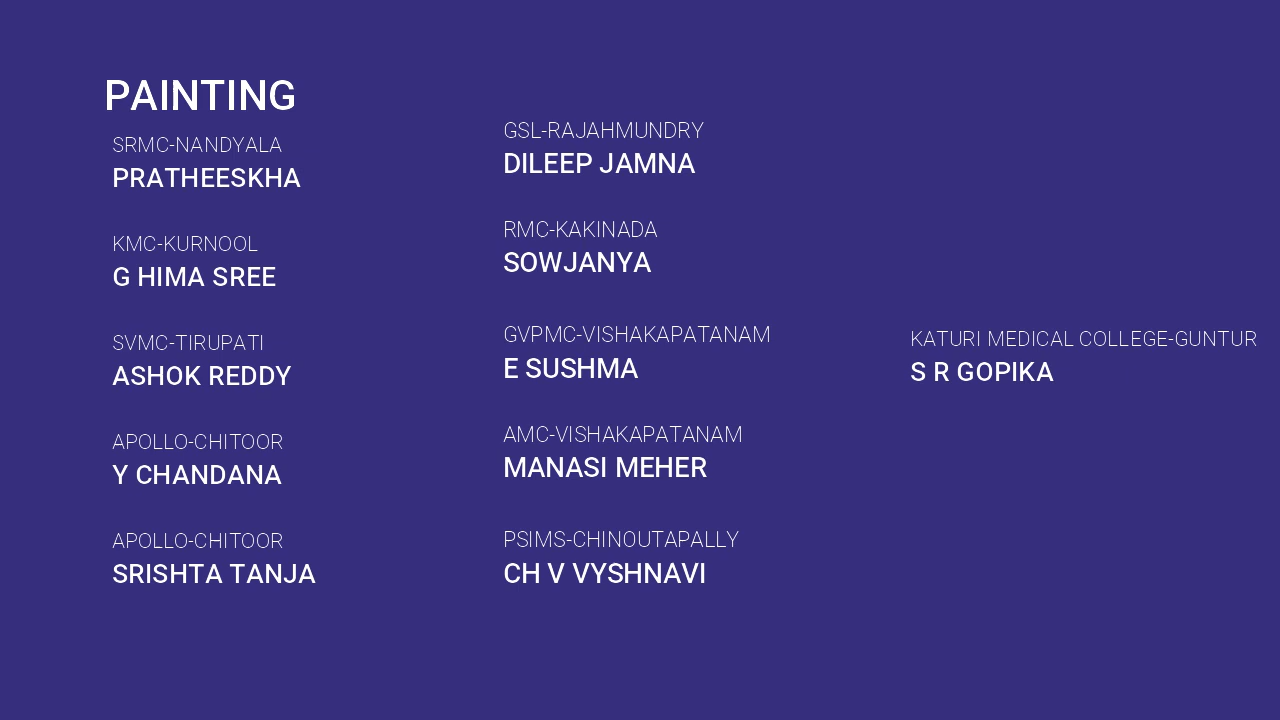 PAINTING
SRMC-NANDYALA
PRATHEESKHA
KMC-KURNOOL
G HIMA SREE
SVMC-TIRUPATI
ASHOK REDDY
APOLLO-CHITOOR
Y CHANDANA
APOLLO-CHITOOR
SRISHTA TANJA
GSL-RAJAHMUNDRY
DILEEP JAMNA
RMC-KAKINADA
SOWJANYA
GVPMC-VISHAKAPATANAM
E SUSHMA
AMC-VISHAKAPATANAM
MANASI MEHER
PSIMS-CHINOUTAPALLY
CH V VYSHNAVI
KATURI MEDICAL COLLEGE-GUNTUR
S R GOPIKA